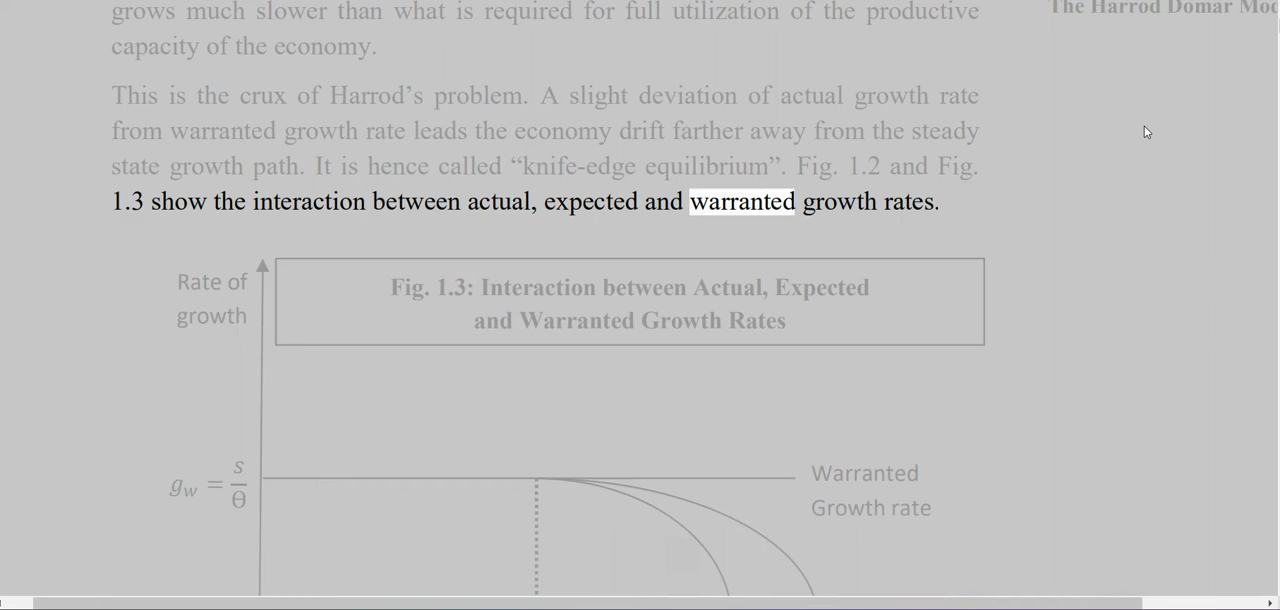 grows much slower than what is required for full utilization of the productive
The Harrod Domar Mod
capacity of the economy.
This is the crux of Harrod's problem. A slight deviation of actual growth rate
from warranted growth rate leads the economy drift farther away from the steady
state growth path. It is hence called “knife-edge equilibrium”. Fig. 1.2 and Fig.
1.3 show the interaction between actual, expected and warranted growth rates.
Rate of
growth
Fig. 1.3: Interaction between Actual, Expected
and Warranted Growth Rates
g_w = s/θ
Warranted
Growth rate